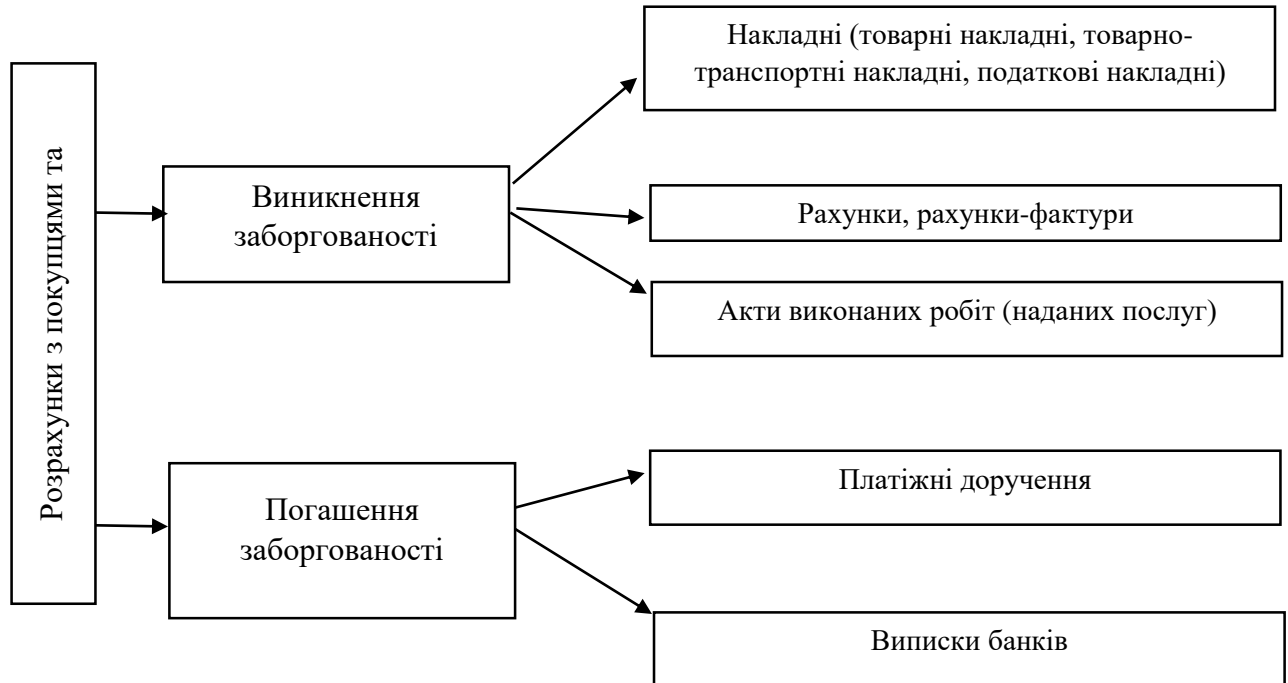 Розрахунки з покупцями та
Виникнення
заборгованості
Накладні (товарні накладні, товарно-
транспортні накладні, податкові накладні)
Рахунки, рахунки-фактури
Акти виконаних робіт (наданих послуг)
Погашення
заборгованості
Платіжні доручення
Виписки банків